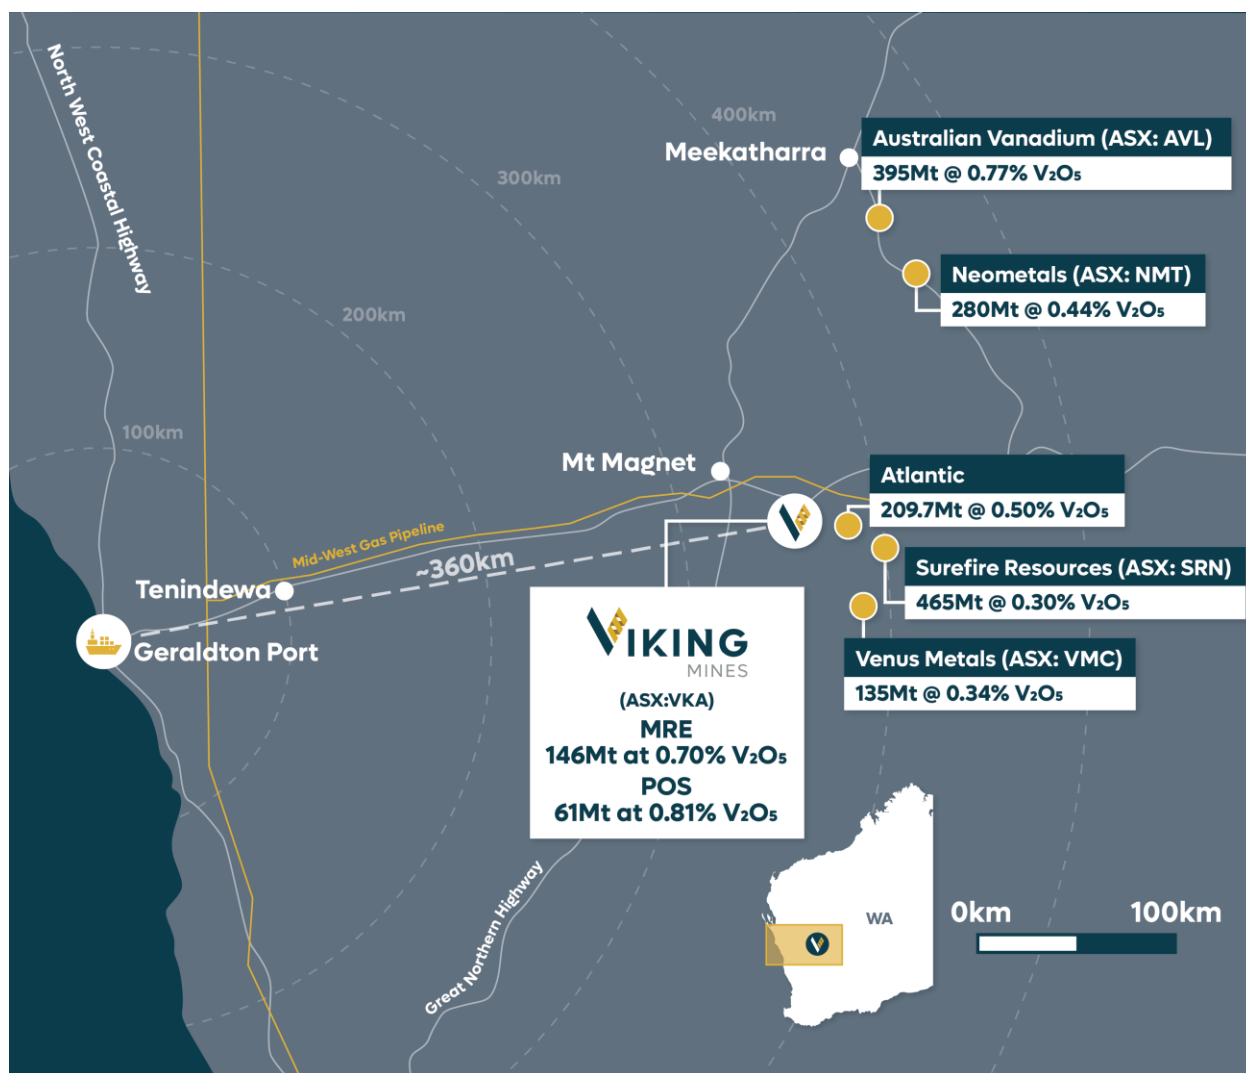 North West Coastal Highway
400km
Meekatharra
Australian Vanadium (ASX: AVL)
395Mt @ 0.77% V₂O₅
300km
Neometals (ASX: NMT)
280Mt @ 0.44% V₂O₅
200km
100km
Mt Magnet
Atlantic
209.7Mt @ 0.50% V₂O₅
Mid-West Gas Pipeline
~360km
Surefire Resources (ASX: SRN)
465Mt @ 0.30% V₂O₅
Tenindewa
Geraldton Port
Venus Metals (ASX: VMC)
135Mt @ 0.34% V₂O₅
VIKING
MINES
(ASX:VKA)
MRE
146Mt at 0.70% V₂O₅
POS
61Mt at 0.81% V₂O₅
Great Northern Highway
WA
0km 100km